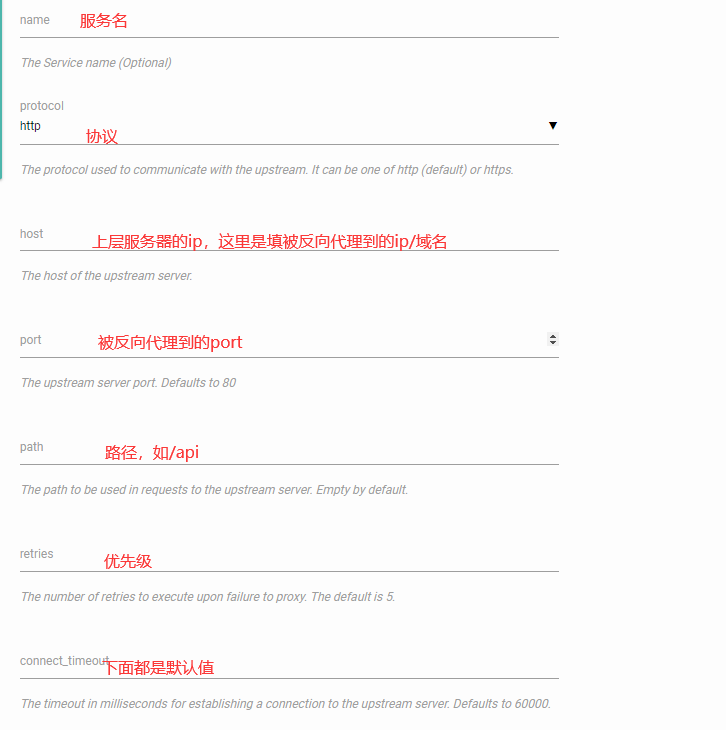 name 服务名
The Service name (Optional)
protocol
http
协议
The protocol used to communicate with the upstream. It can be one of http (default) or https.
host
上层服务器的ip，这里是填被反向代理到的ip/域名
The host of the upstream server.
port 被反向代理到的port
The upstream server port. Defaults to 80
path
路径，如/api
The path to be used in requests to the upstream server. Empty by default.
retries
优先级
The number of retries to execute upon failure to proxy. The default is 5.
connect_timeout
下面都是默认值
The timeout in milliseconds for establishing a connection to the upstream server. Defaults to 60000.